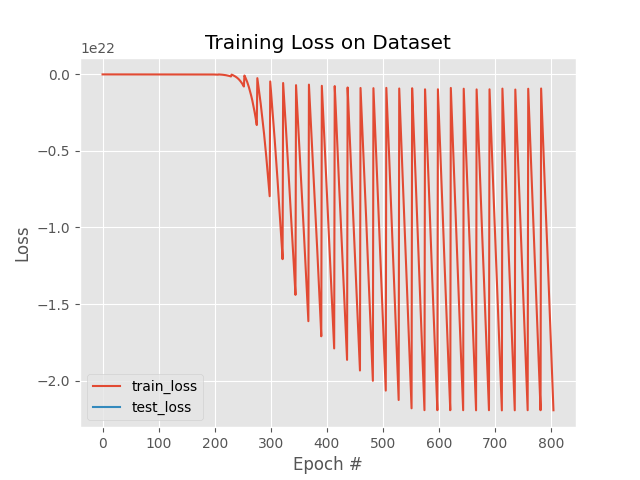 Training Loss on Dataset
1e22
0.0
−0.5
−1.0
−1.5
−2.0
Loss
train_loss
test_loss
0 100 200 300 400 500 600 700 800
Epoch #